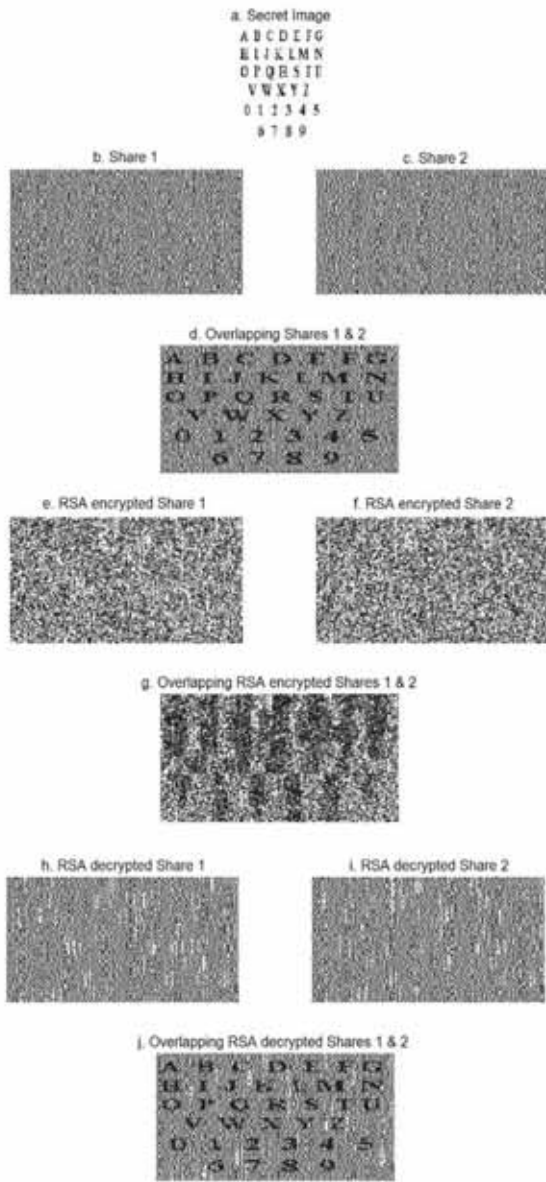 a. Secret Image
A B C D E F G
H I J K L M N
O P Q R S T U
V W X Y Z
0 1 2 3 4 5
6 7 8 9
b. Share 1
c. Share 2
d. Overlapping Shares 1 & 2
A B C D E F G
H I J K L M N
O P Q R S T U
V W X Y Z
0 1 2 3 4 5
6 7 8 9
e. RSA encrypted Share 1
f. RSA encrypted Share 2
g. Overlapping RSA encrypted Shares 1 & 2
h. RSA decrypted Share 1
i. RSA decrypted Share 2
j. Overlapping RSA decrypted Shares 1 & 2
A B C D E F G
H I J K L M N
O P Q R S T U
V W X Y Z
0 1 2 3 4 5
6 7 8 9